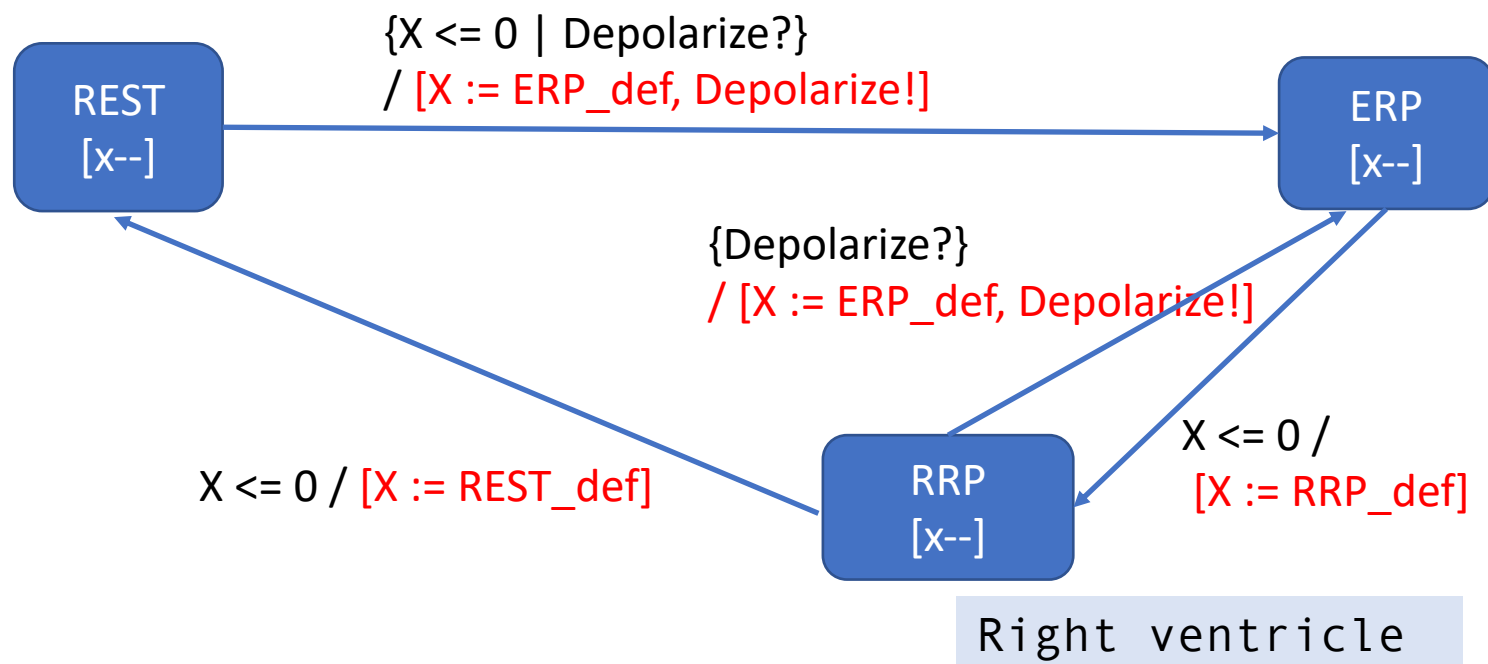 {X <= 0 | Depolarize?}
/ [X := ERP_def, Depolarize!]
REST
[x--]
ERP
[x--]
{Depolarize?}
/ [X := ERP_def, Depolarize!]
X <= 0 /
[X := RRP_def]
X <= 0 / [X := REST_def]
RRP
[x--]
Right ventricle